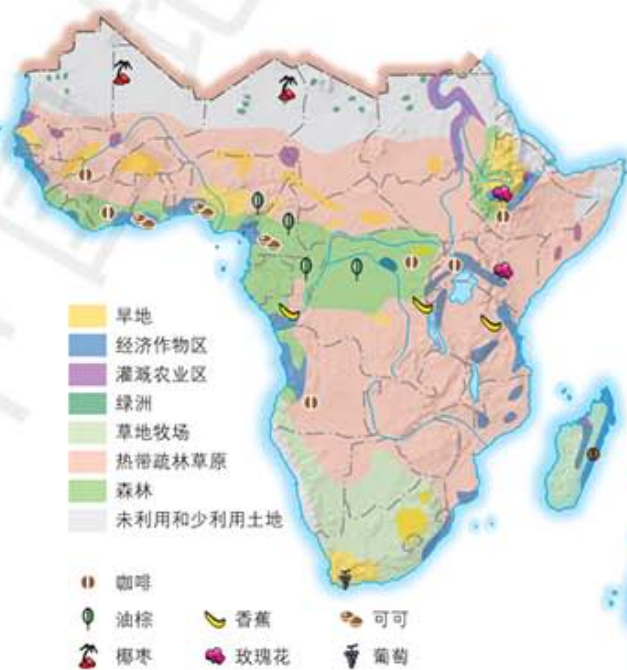 旱地
经济作物区
灌溉农业区
绿洲
草地牧场
热带疏林草原
森林
未利用和少利用土地
咖啡
油棕
香蕉
可可
椰枣
玫瑰花
葡萄